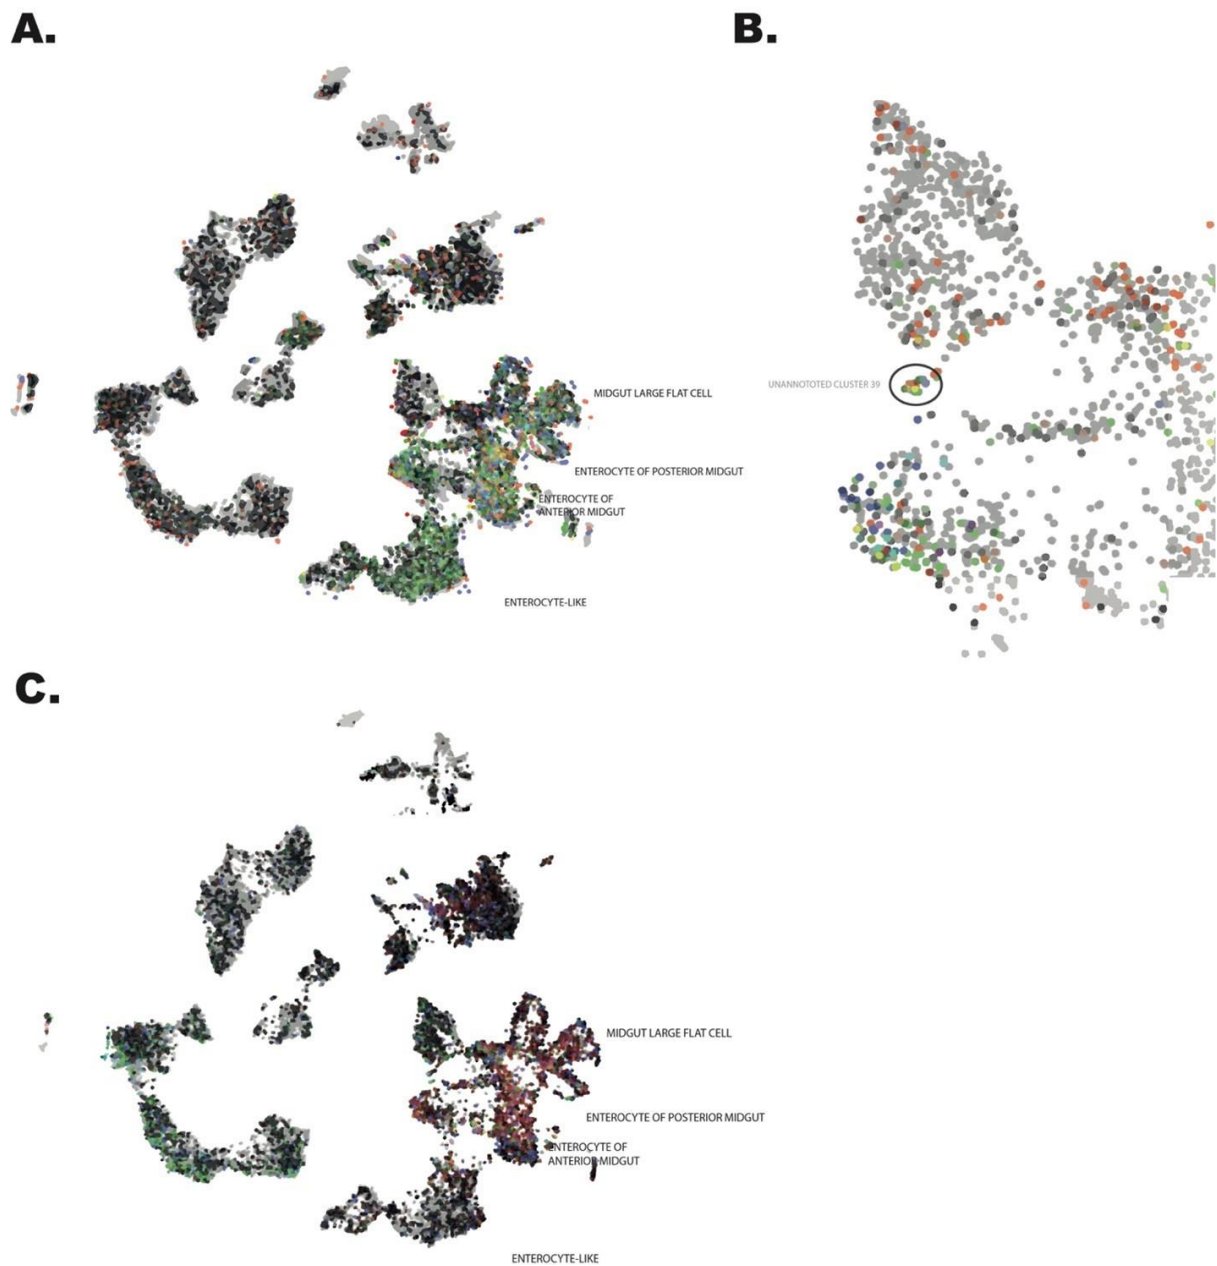 A.
B.
MIDGUT LARGE FLAT CELL
UNANNOTOTED CLUSTER 39
ENTEROCYTE OF POSTERIOR MIDGUT
ENTEROCYTE OF
ANTERIOR MIDGUT
ENTEROCYTE-LIKE
C.
MIDGUT LARGE FLAT CELL
ENTEROCYTE OF POSTERIOR MIDGUT
ENTEROCYTE OF
ANTERIOR MIDGUT
ENTEROCYTE-LIKE